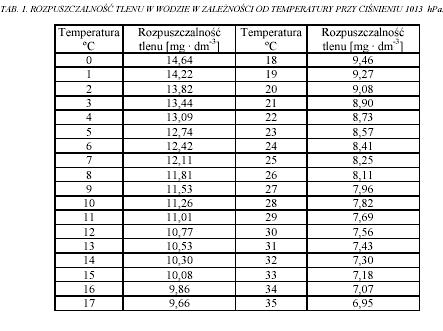 TAB. 1. ROZPUSZCZALNOŚĆ TLENU W WODZIE W ZALEŻNOŚCI OD TEMPERATURY PRZY CIŚNIENIU 1013 hPa.
Temperatura °C Rozpuszczalność tlenu [mg · dm⁻³] Temperatura °C Rozpuszczalność tlenu [mg · dm⁻³]
0 14,64 18 9,46
1 14,22 19 9,27
2 13,82 20 9,08
3 13,44 21 8,90
4 13,09 22 8,73
5 12,74 23 8,57
6 12,42 24 8,41
7 12,11 25 8,25
8 11,81 26 8,11
9 11,53 27 7,96
10 11,26 28 7,82
11 11,01 29 7,69
12 10,77 30 7,56
13 10,53 31 7,43
14 10,30 32 7,30
15 10,08 33 7,18
16 9,86 34 7,07
17 9,66 35 6,95